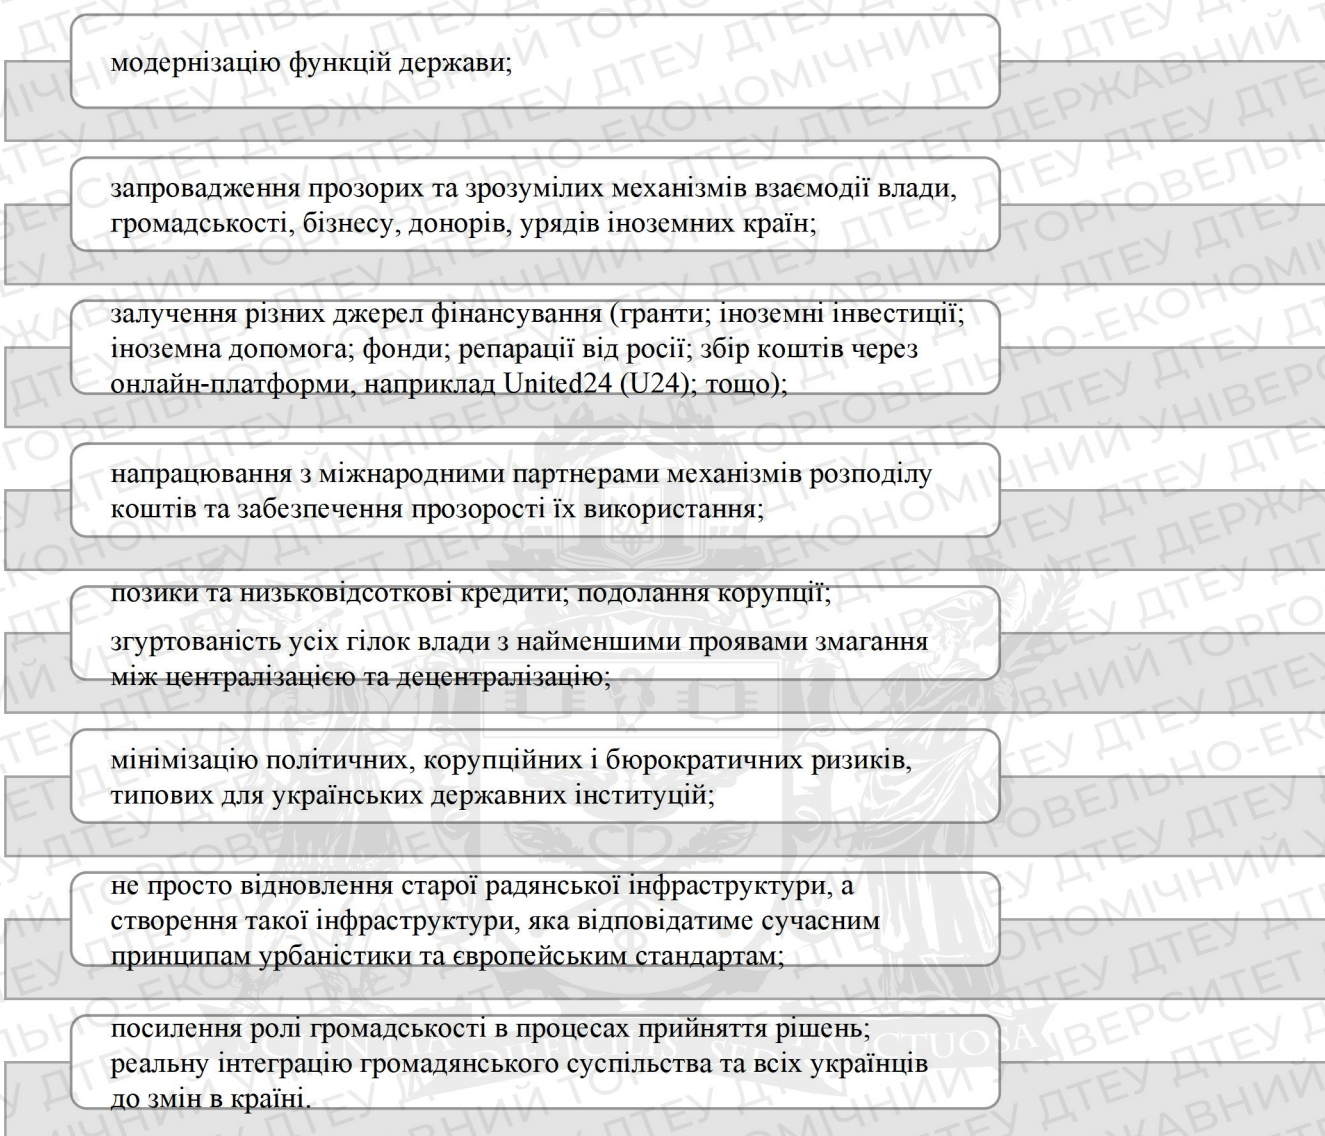 модернізацію функцій держави;
запровадження прозорих та зрозумілих механізмів взаємодії влади,
громадськості, бізнесу, донорів, урядів іноземних країн;
залучення різних джерел фінансування (гранти; іноземні інвестиції;
іноземна допомога; фонди; репарації від росії; збір коштів через
онлайн-платформи, наприклад United24 (U24); тощо);
напрацювання з міжнародними партнерами механізмів розподілу
коштів та забезпечення прозорості їх використання;
позики та низьковідсоткові кредити; подолання корупції;
згуртованість усіх гілок влади з найменшими проявами змагання
між централізацією та децентралізацію;
мінімізацію політичних, корупційних і бюрократичних ризиків,
типових для українських державних інституцій;
не просто відновлення старої радянської інфраструктури, а
створення такої інфраструктури, яка відповідатиме сучасним
принципам урбаністики та європейським стандартам;
посилення ролі громадськості в процесах прийняття рішень;
реальну інтеграцію громадянського суспільства та всіх українців
до змін в країні.